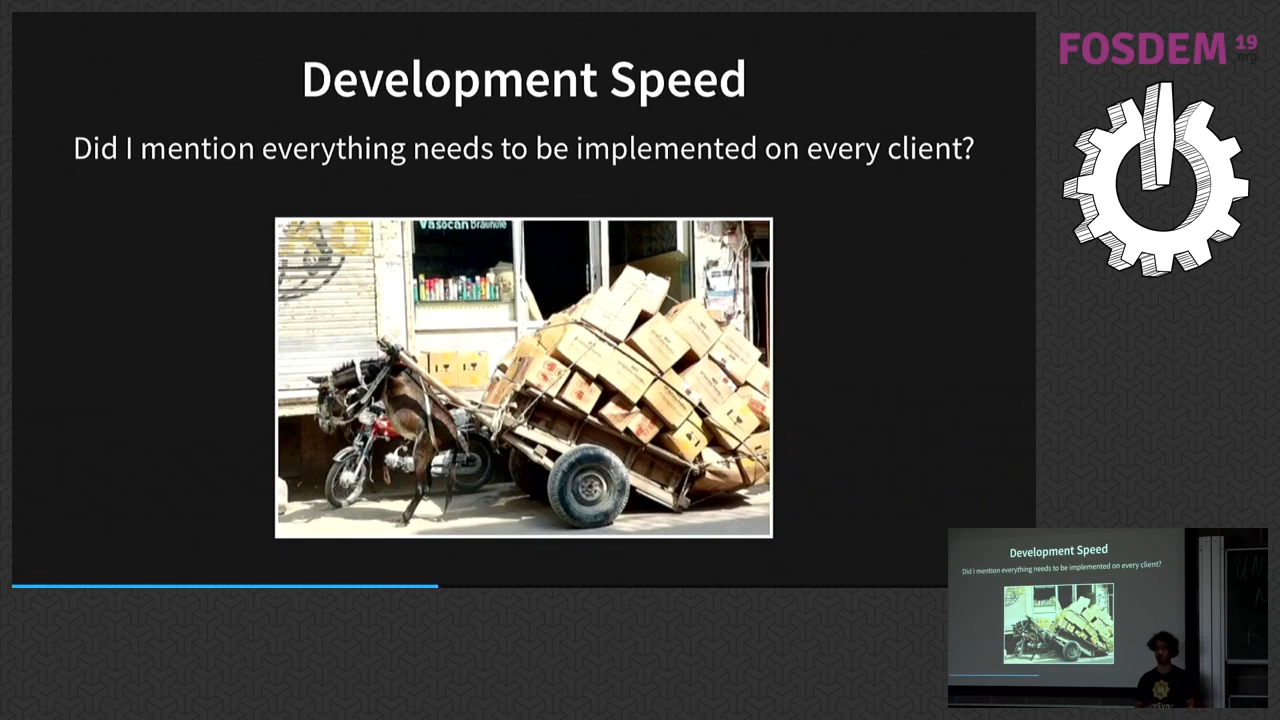 Development Speed
Did I mention everything needs to be implemented on every client?
Vasocan Braunule
FOSDEM 19
.org
Development Speed
Did I mention everything needs to be implemented on every client?